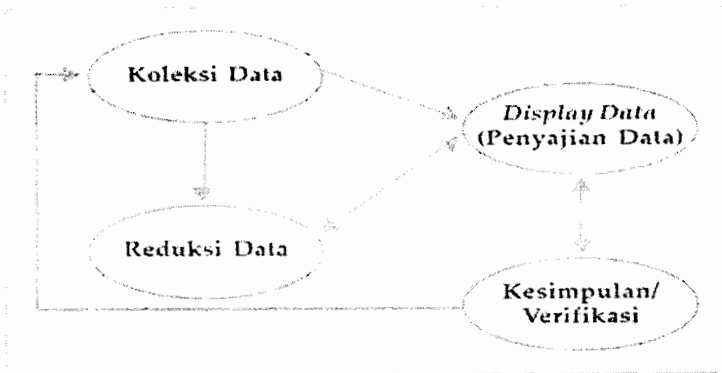 Koleksi Data
Display Data
(Penyajian Data)
Reduksi Data
Kesimpulan/
Verifikasi